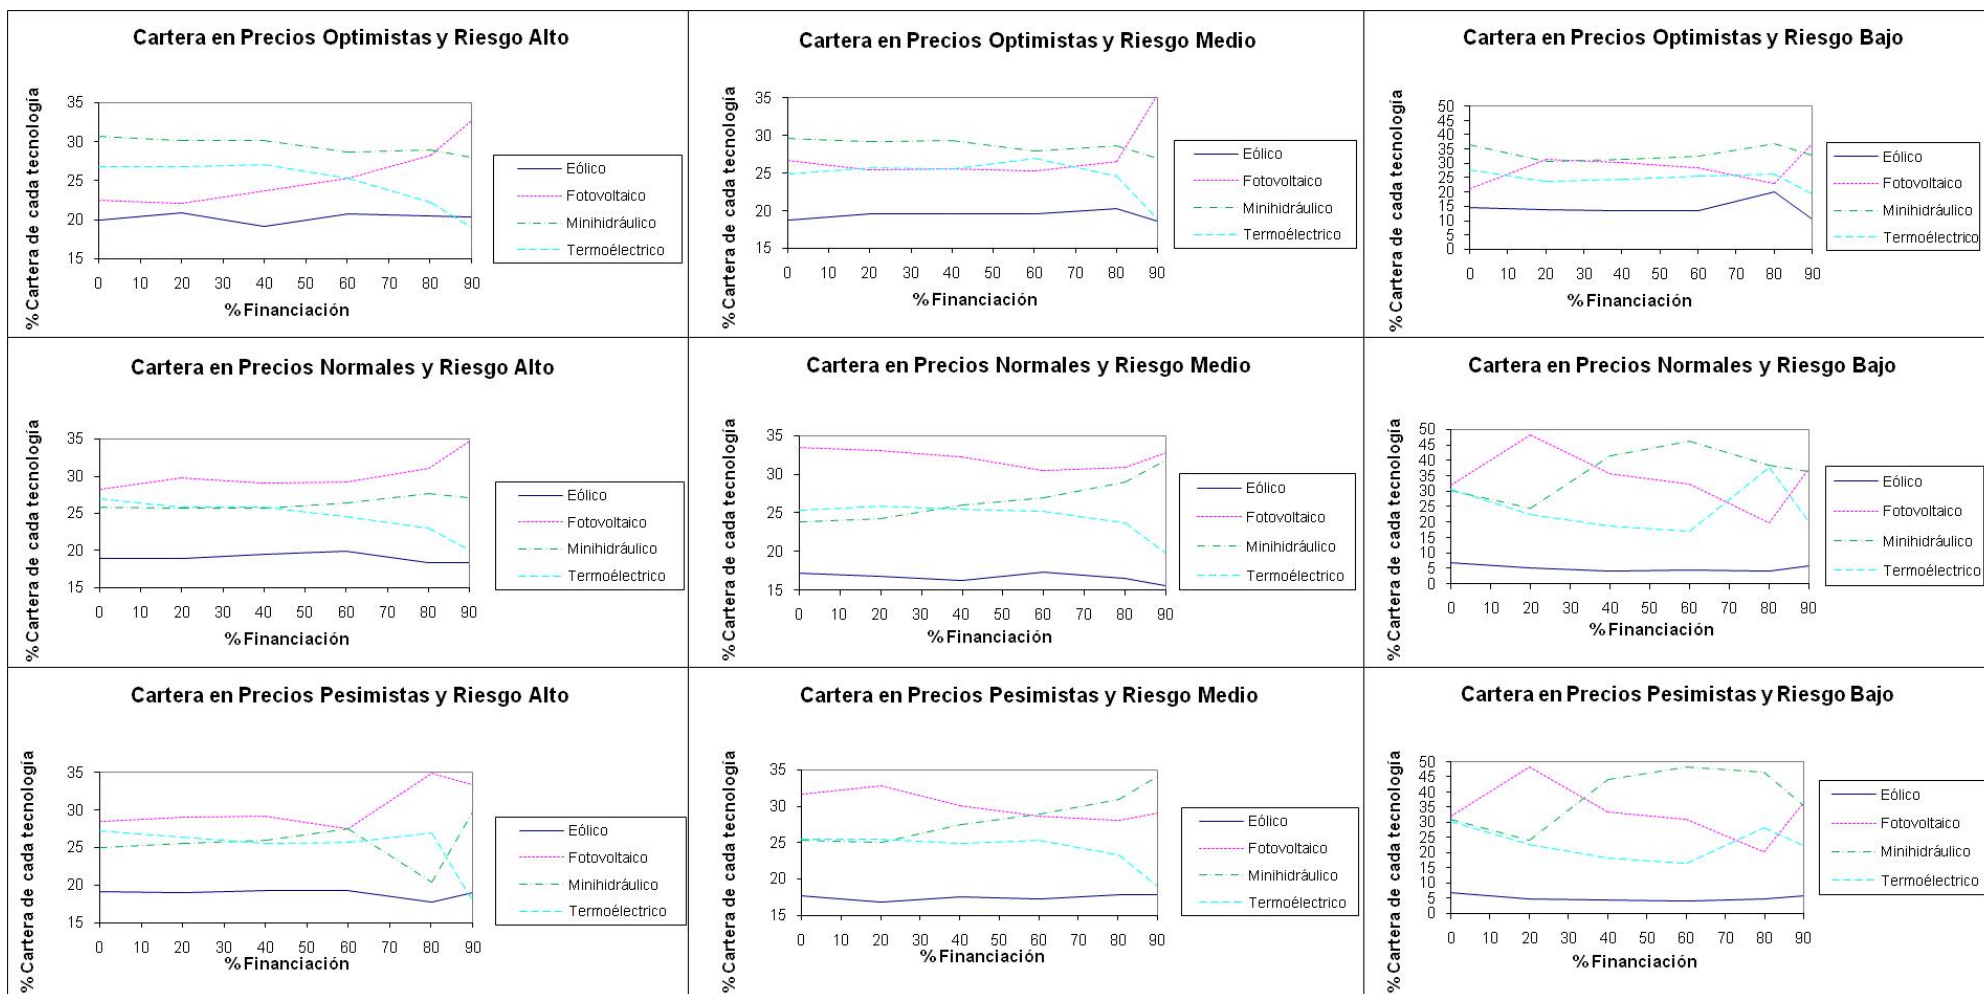 Cartera en Precios Optimistas y Riesgo Alto
% Cartera de cada tecnología
35
30
25
20
15
0 10 20 30 40 50 60 70 80 90
% Financiación
Eólico
Fotovoltaico
Minihidráulico
Termoélectrico
Cartera en Precios Optimistas y Riesgo Medio
% Cartera de cada tecnología
35
30
25
20
15
0 10 20 30 40 50 60 70 80 90
% Financiación
Eólico
Fotovoltaico
Minihidráulico
Termoélectrico
Cartera en Precios Optimistas y Riesgo Bajo
% Cartera de cada tecnología
50
45
40
35
30
25
20
15
10
5
0
0 10 20 30 40 50 60 70 80 90
% Financiación
Eólico
Fotovoltaico
Minihidráulico
Termoélectrico
Cartera en Precios Normales y Riesgo Alto
% Cartera de cada tecnología
35
30
25
20
15
0 10 20 30 40 50 60 70 80 90
% Financiación
Eólico
Fotovoltaico
Minihidráulico
Termoélectrico
Cartera en Precios Normales y Riesgo Medio
% Cartera de cada tecnología
35
30
25
20
15
0 10 20 30 40 50 60 70 80 90
% Financiación
Eólico
Fotovoltaico
Minihidráulico
Termoélectrico
Cartera en Precios Normales y Riesgo Bajo
% Cartera de cada tecnología
50
45
40
35
30
25
20
15
10
5
0
0 10 20 30 40 50 60 70 80 90
% Financiación
Eólico
Fotovoltaico
Minihidráulico
Termoélectrico
Cartera en Precios Pesimistas y Riesgo Alto
% Cartera de cada tecnología
35
30
25
20
15
0 10 20 30 40 50 60 70 80 90
% Financiación
Eólico
Fotovoltaico
Minihidráulico
Termoélectrico
Cartera en Precios Pesimistas y Riesgo Medio
% Cartera de cada tecnología
35
30
25
20
15
0 10 20 30 40 50 60 70 80 90
% Financiación
Eólico
Fotovoltaico
Minihidráulico
Termoélectrico
Cartera en Precios Pesimistas y Riesgo Bajo
% Cartera de cada tecnología
50
45
40
35
30
25
20
15
10
5
0
0 10 20 30 40 50 60 70 80 90
% Financiación
Eólico
Fotovoltaico
Minihidráulico
Termoélectrico